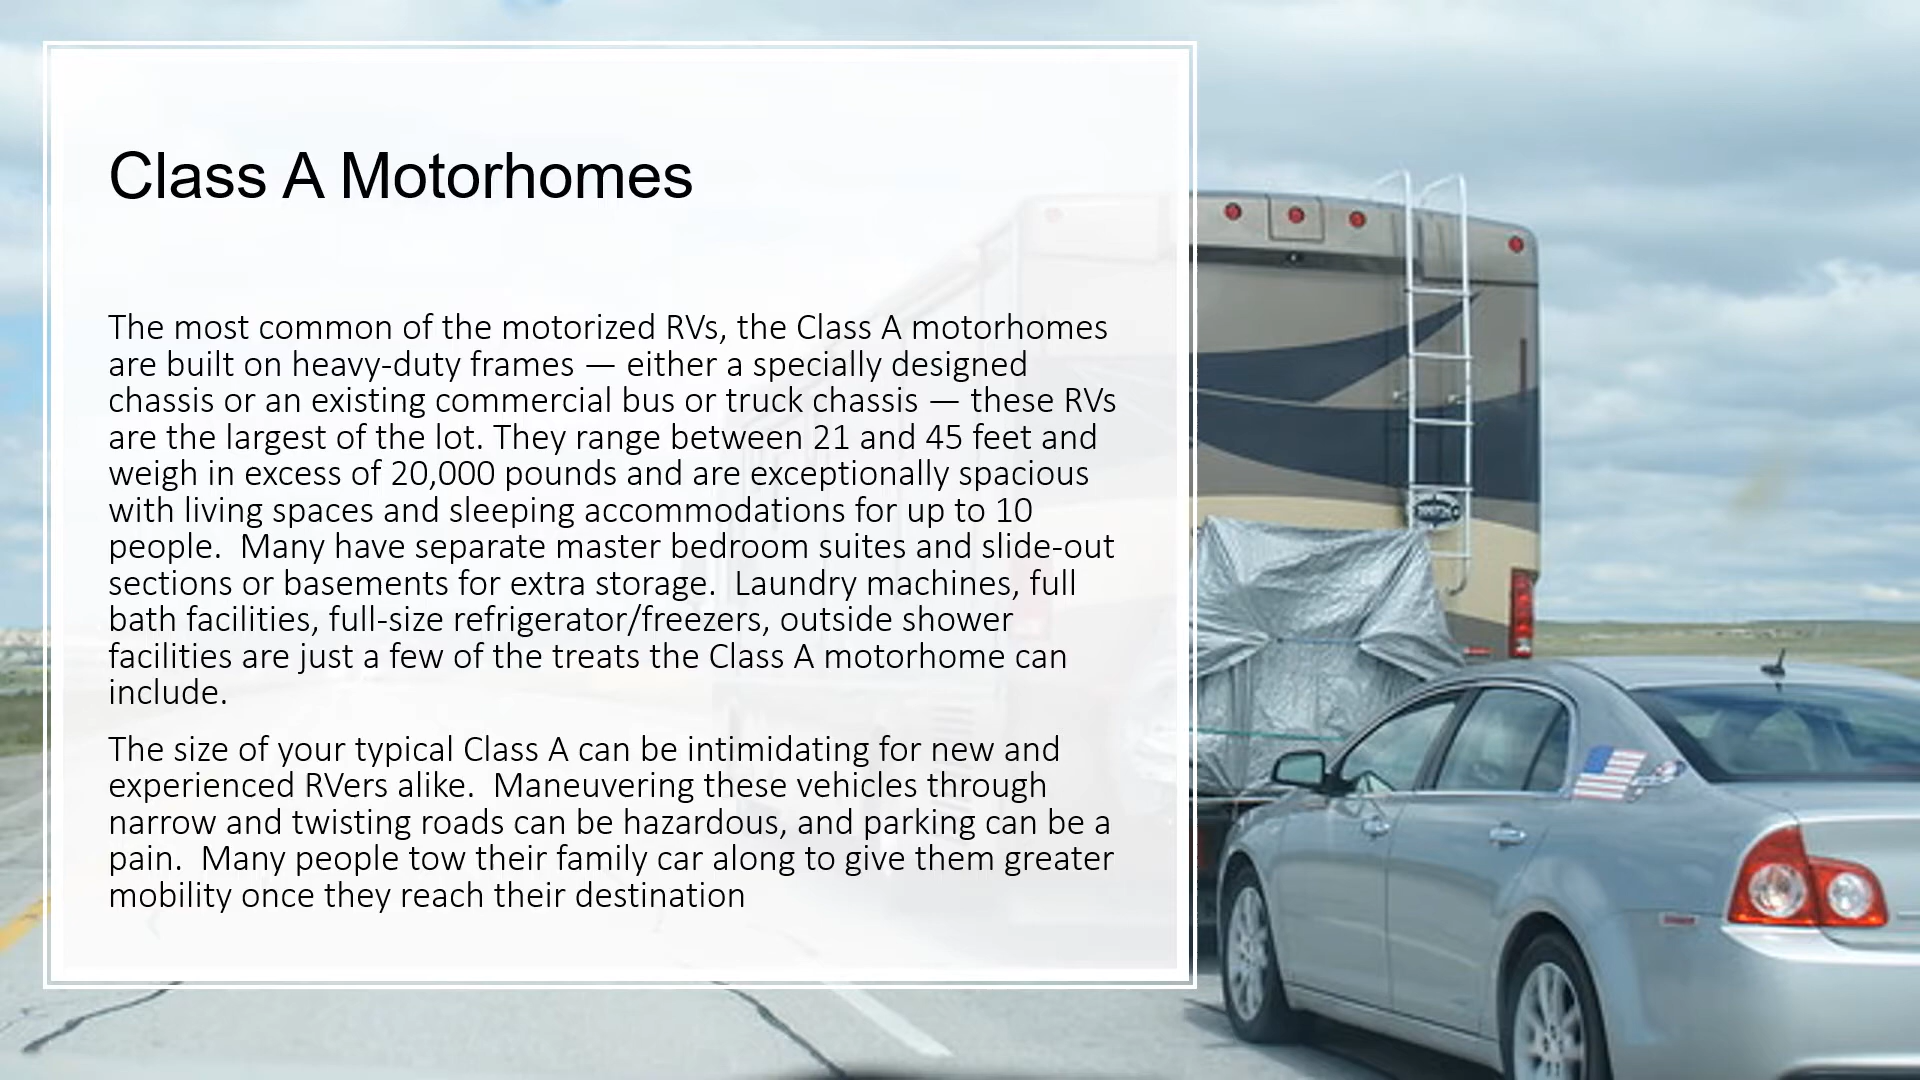 Class A Motorhomes
The most common of the motorized RVs, the Class A motorhomes
are built on heavy-duty frames — either a specially designed
chassis or an existing commercial bus or truck chassis — these RVs
are the largest of the lot. They range between 21 and 45 feet and
weigh in excess of 20,000 pounds and are exceptionally spacious
with living spaces and sleeping accommodations for up to 10
people.  Many have separate master bedroom suites and slide-out
sections or basements for extra storage.  Laundry machines, full
bath facilities, full-size refrigerator/freezers, outside shower
facilities are just a few of the treats the Class A motorhome can
include.
The size of your typical Class A can be intimidating for new and
experienced RVers alike.  Maneuvering these vehicles through
narrow and twisting roads can be hazardous, and parking can be a
pain.  Many people tow their family car along to give them greater
mobility once they reach their destination